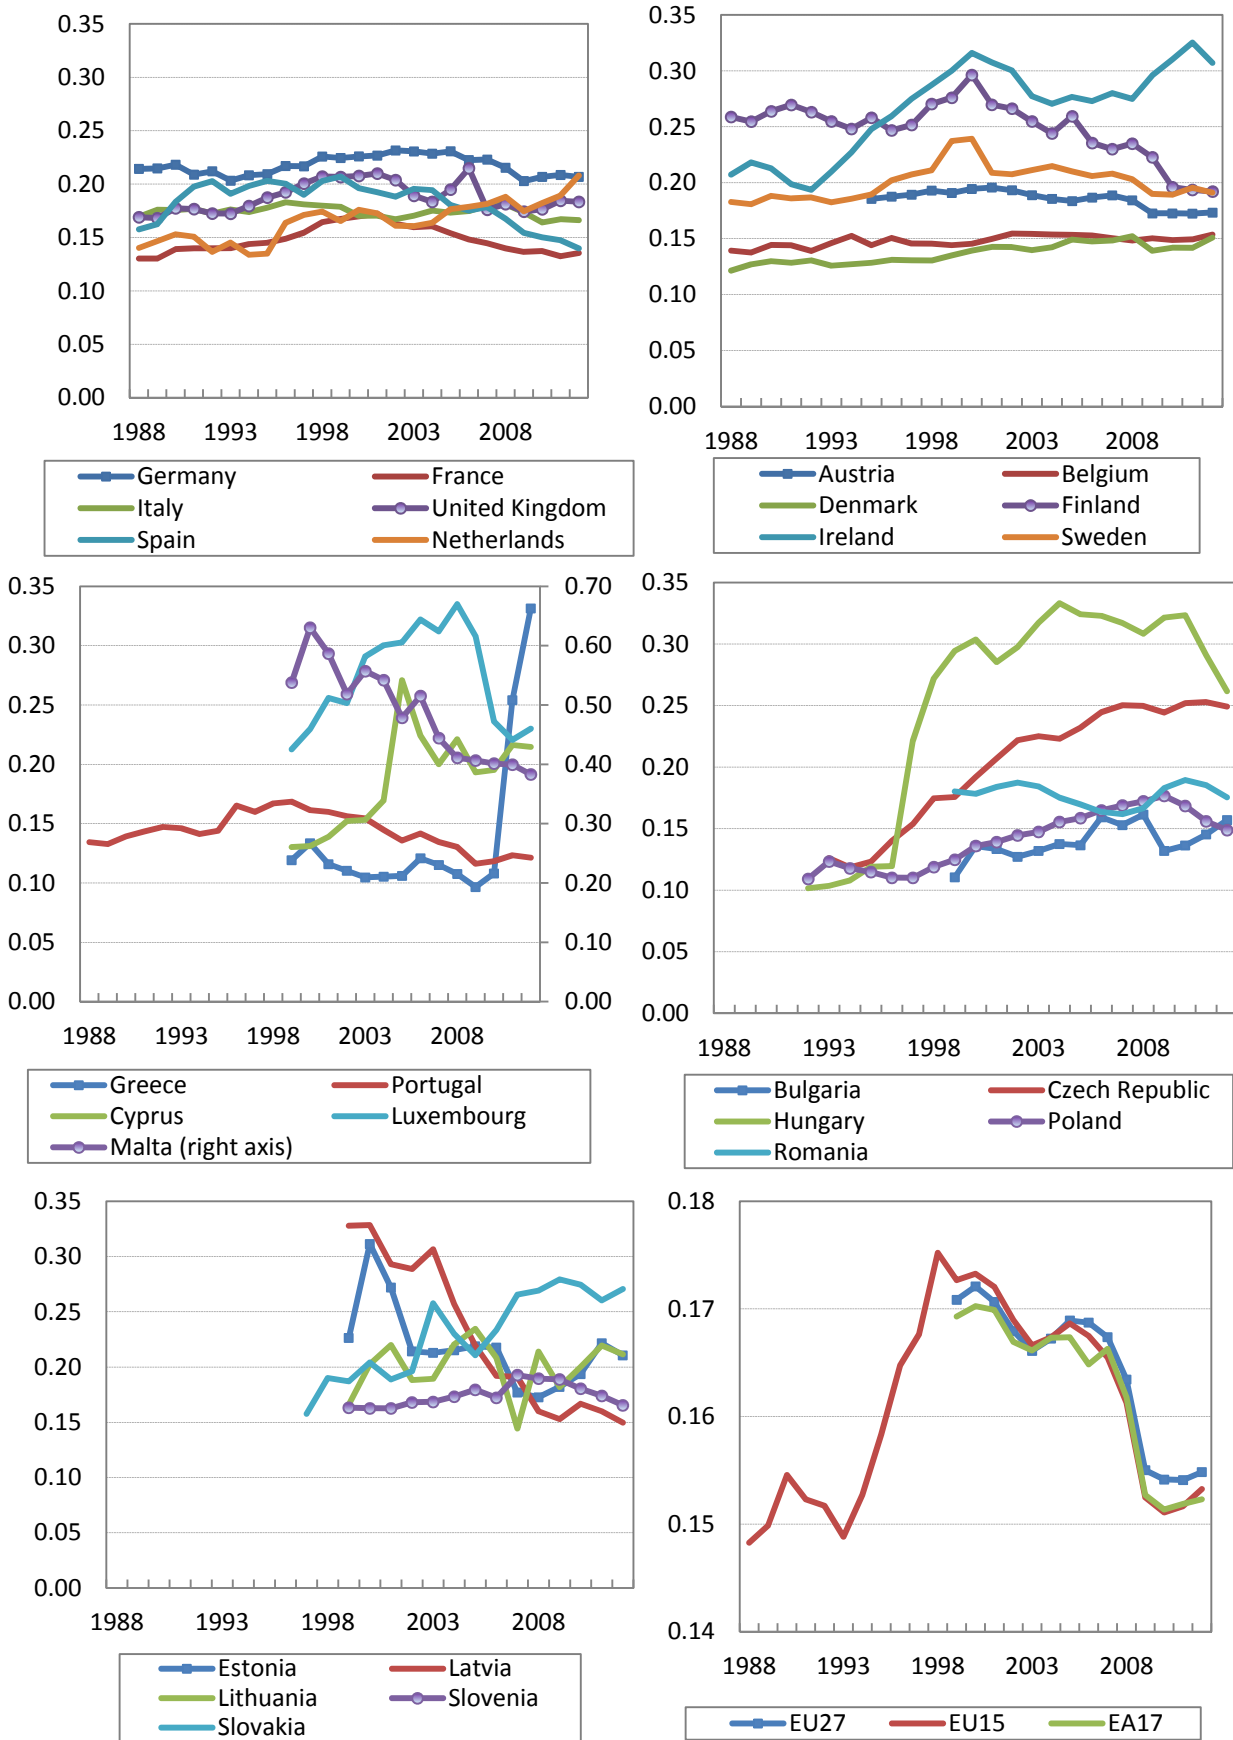 0.35
0.30
0.25
0.20
0.15
0.10
0.05
0.00
1988 1993 1998 2003 2008
Germany France
Italy United Kingdom
Spain Netherlands
0.35
0.30
0.25
0.20
0.15
0.10
0.05
0.00
1988 1993 1998 2003 2008
Austria Belgium
Denmark Finland
Ireland Sweden
0.35 0.70
0.30 0.60
0.25 0.50
0.20 0.40
0.15 0.30
0.10 0.20
0.05 0.10
0.00 0.00
1988 1993 1998 2003 2008
Greece Portugal
Cyprus Luxembourg
Malta (right axis)
0.35
0.30
0.25
0.20
0.15
0.10
0.05
0.00
1988 1993 1998 2003 2008
Bulgaria Czech Republic
Hungary Poland
Romania
0.35
0.30
0.25
0.20
0.15
0.10
0.05
0.00
1988 1993 1998 2003 2008
Estonia Latvia
Lithuania Slovenia
Slovakia
0.18
0.17
0.16
0.15
0.14
1988 1993 1998 2003 2008
EU27 EU15 EA17